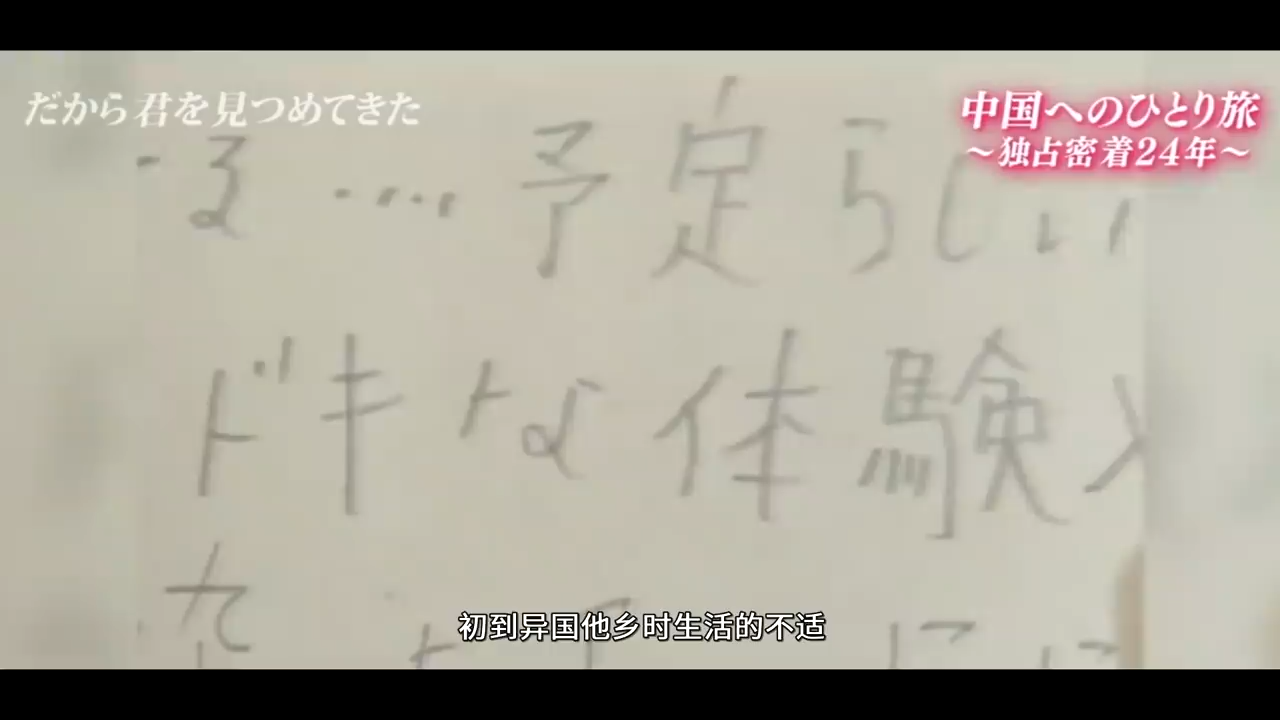 だから君を見つめてきた
中国へのひとり旅
～独占密着24年～
る....予定らしい
ドキな体験
初到异国他乡时生活的不适